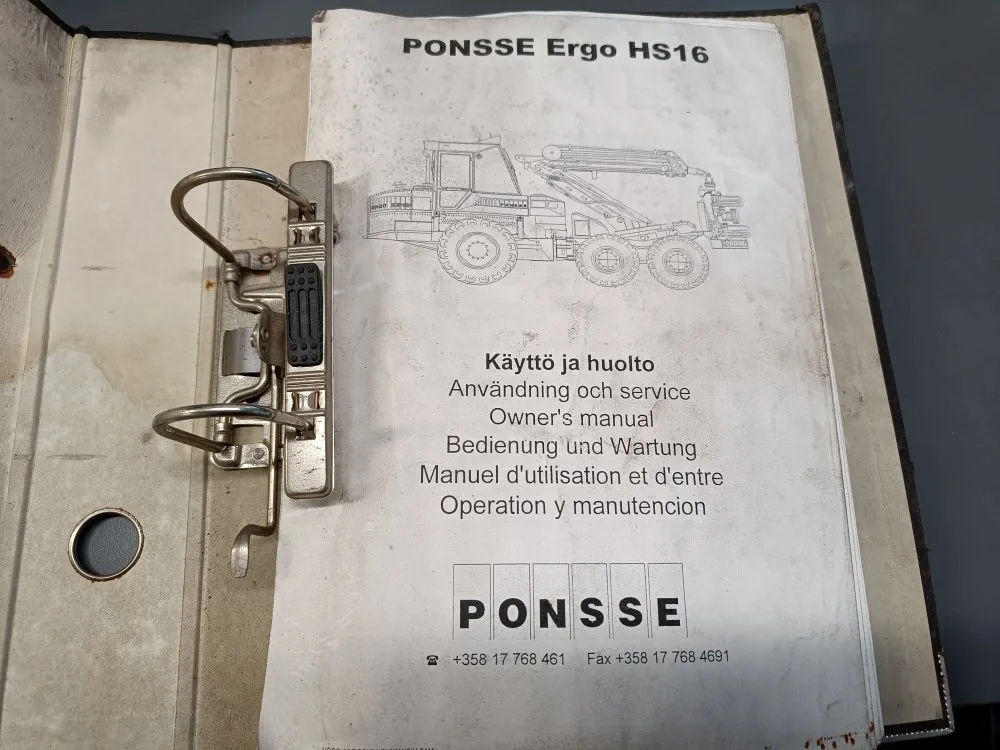 PONSSE Ergo HS16
Käyttö ja huolto
Användning och service
Owner's manual
Bedienung und Wartung
Manuel d'utilisation et d'entre
Operation y manutencion
PONSSE
☎ +358 17 768 461 Fax +358 17 768 4691